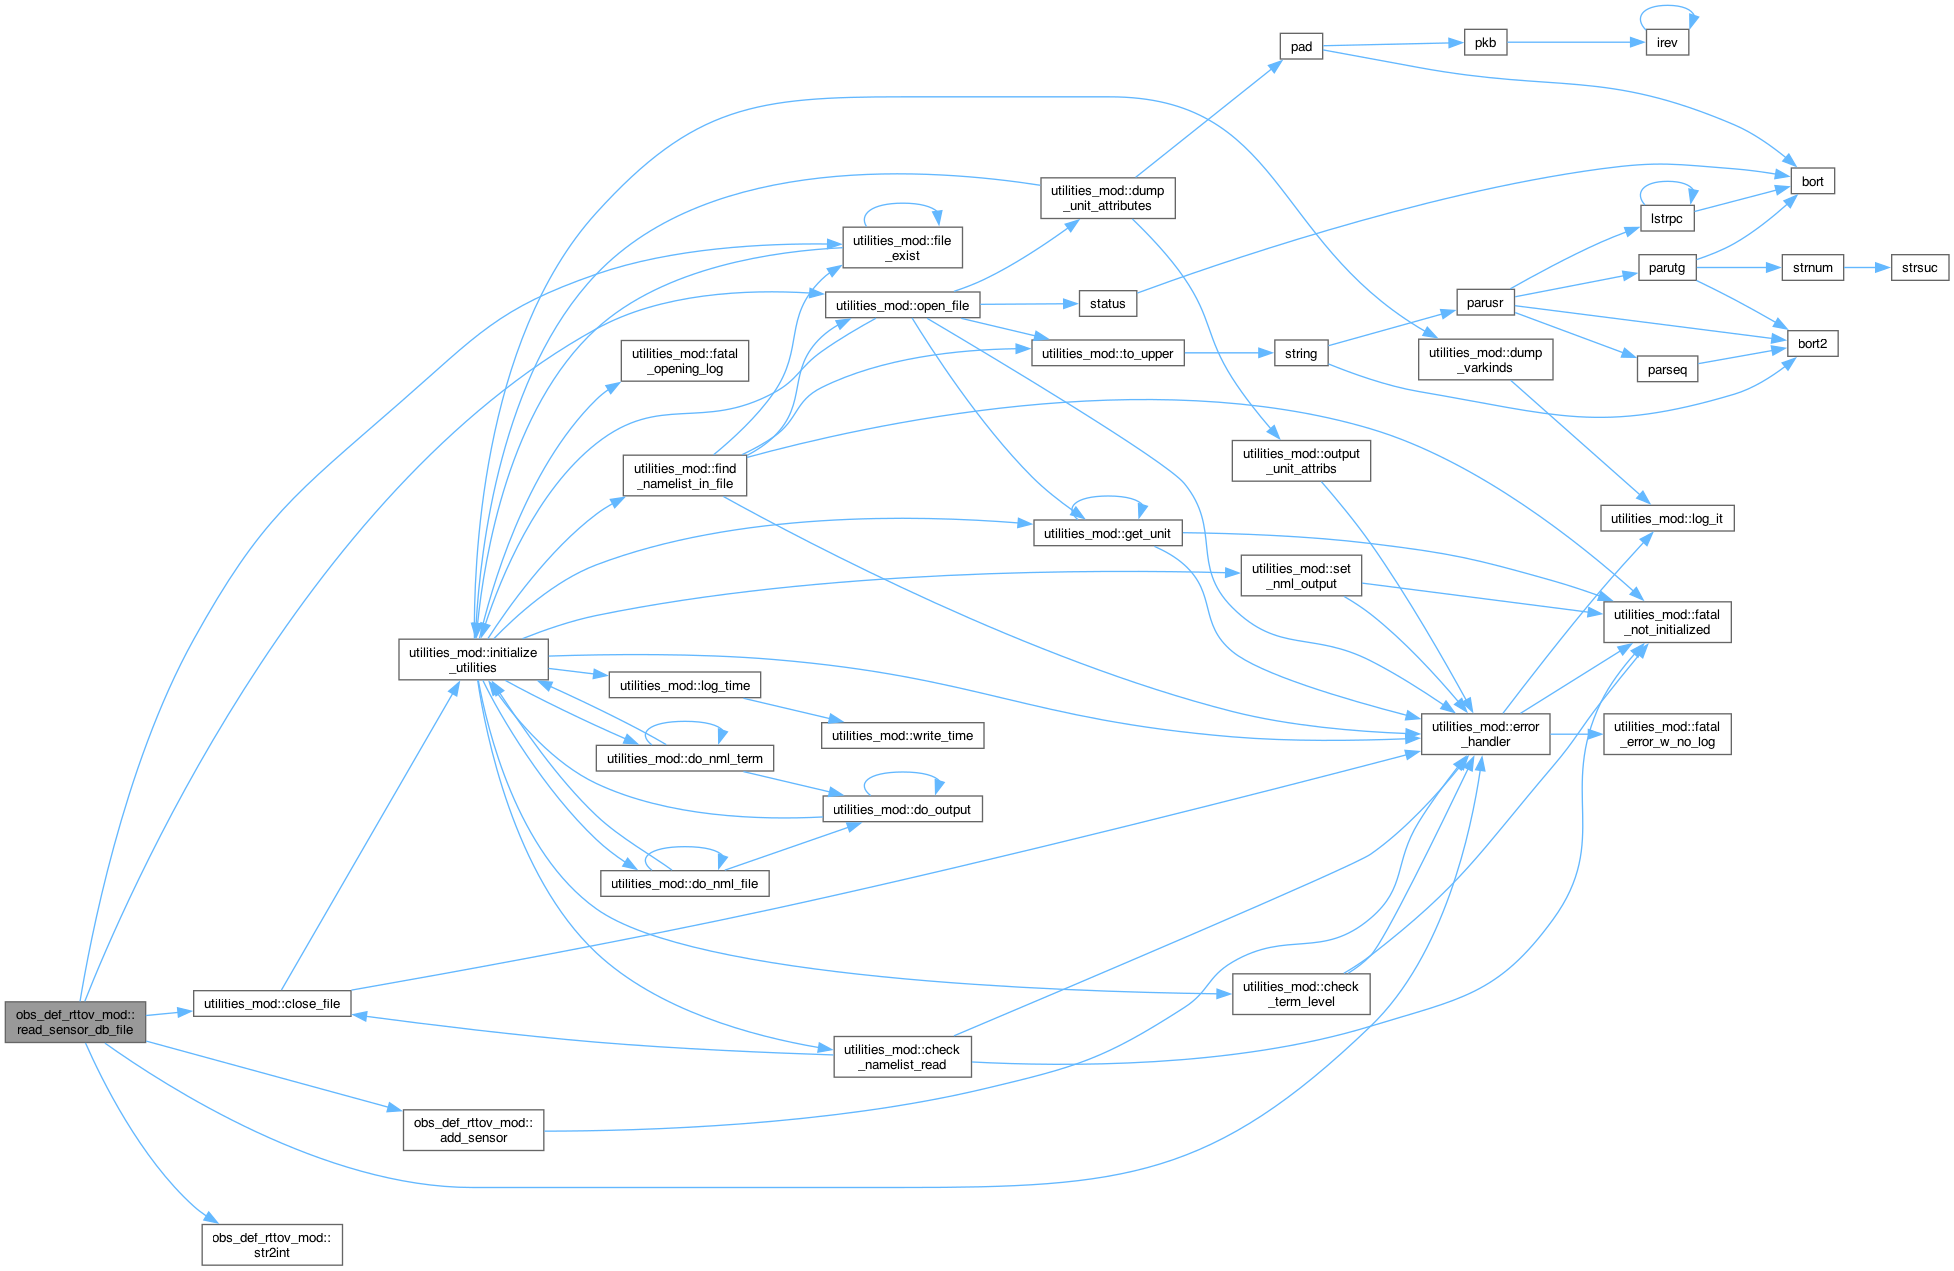 pad
pkb
irev
bort
utilities_mod::dump
_unit_attributes
lstrpc
utilities_mod::file
_exist
parutg
strnum
strsuc
utilities_mod::open_file
status
parusr
utilities_mod::fatal
_opening_log
utilities_mod::to_upper
string
utilities_mod::dump
_varkinds
bort2
parseq
utilities_mod::find
_namelist_in_file
utilities_mod::output
_unit_attribs
utilities_mod::log_it
utilities_mod::get_unit
utilities_mod::set
_nml_output
utilities_mod::fatal
_not_initialized
utilities_mod::initialize
_utilities
utilities_mod::log_time
utilities_mod::write_time
utilities_mod::error
_handler
utilities_mod::fatal
_error_w_no_log
utilities_mod::do_nml_term
utilities_mod::do_output
utilities_mod::do_nml_file
utilities_mod::close_file
utilities_mod::check
_term_level
obs_def_rttov_mod::
read_sensor_db_file
utilities_mod::check
_namelist_read
obs_def_rttov_mod::
add_sensor
obs_def_rttov_mod::
str2int